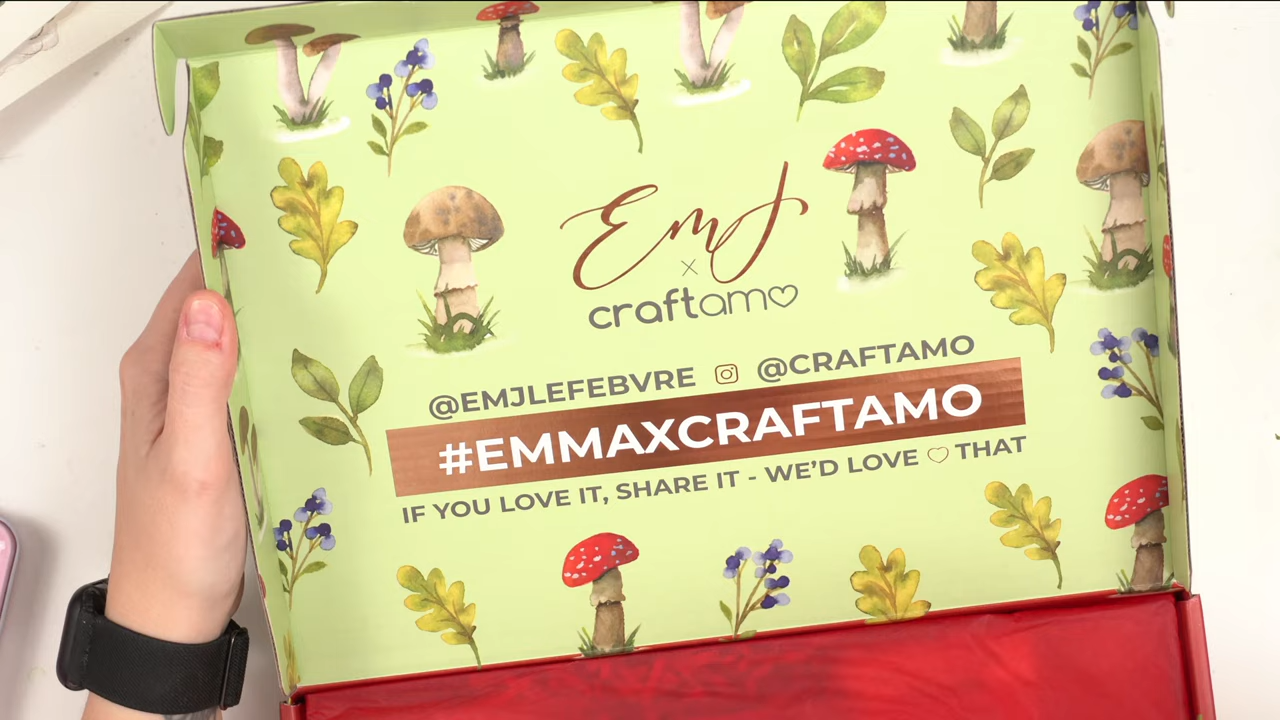 EmJ
×
craftamo
@EMJLEFEBVRE @CRAFTAMO
#EMMAXCRAFTAMO
IF YOU LOVE IT, SHARE IT - WE'D LOVE ♡ THAT